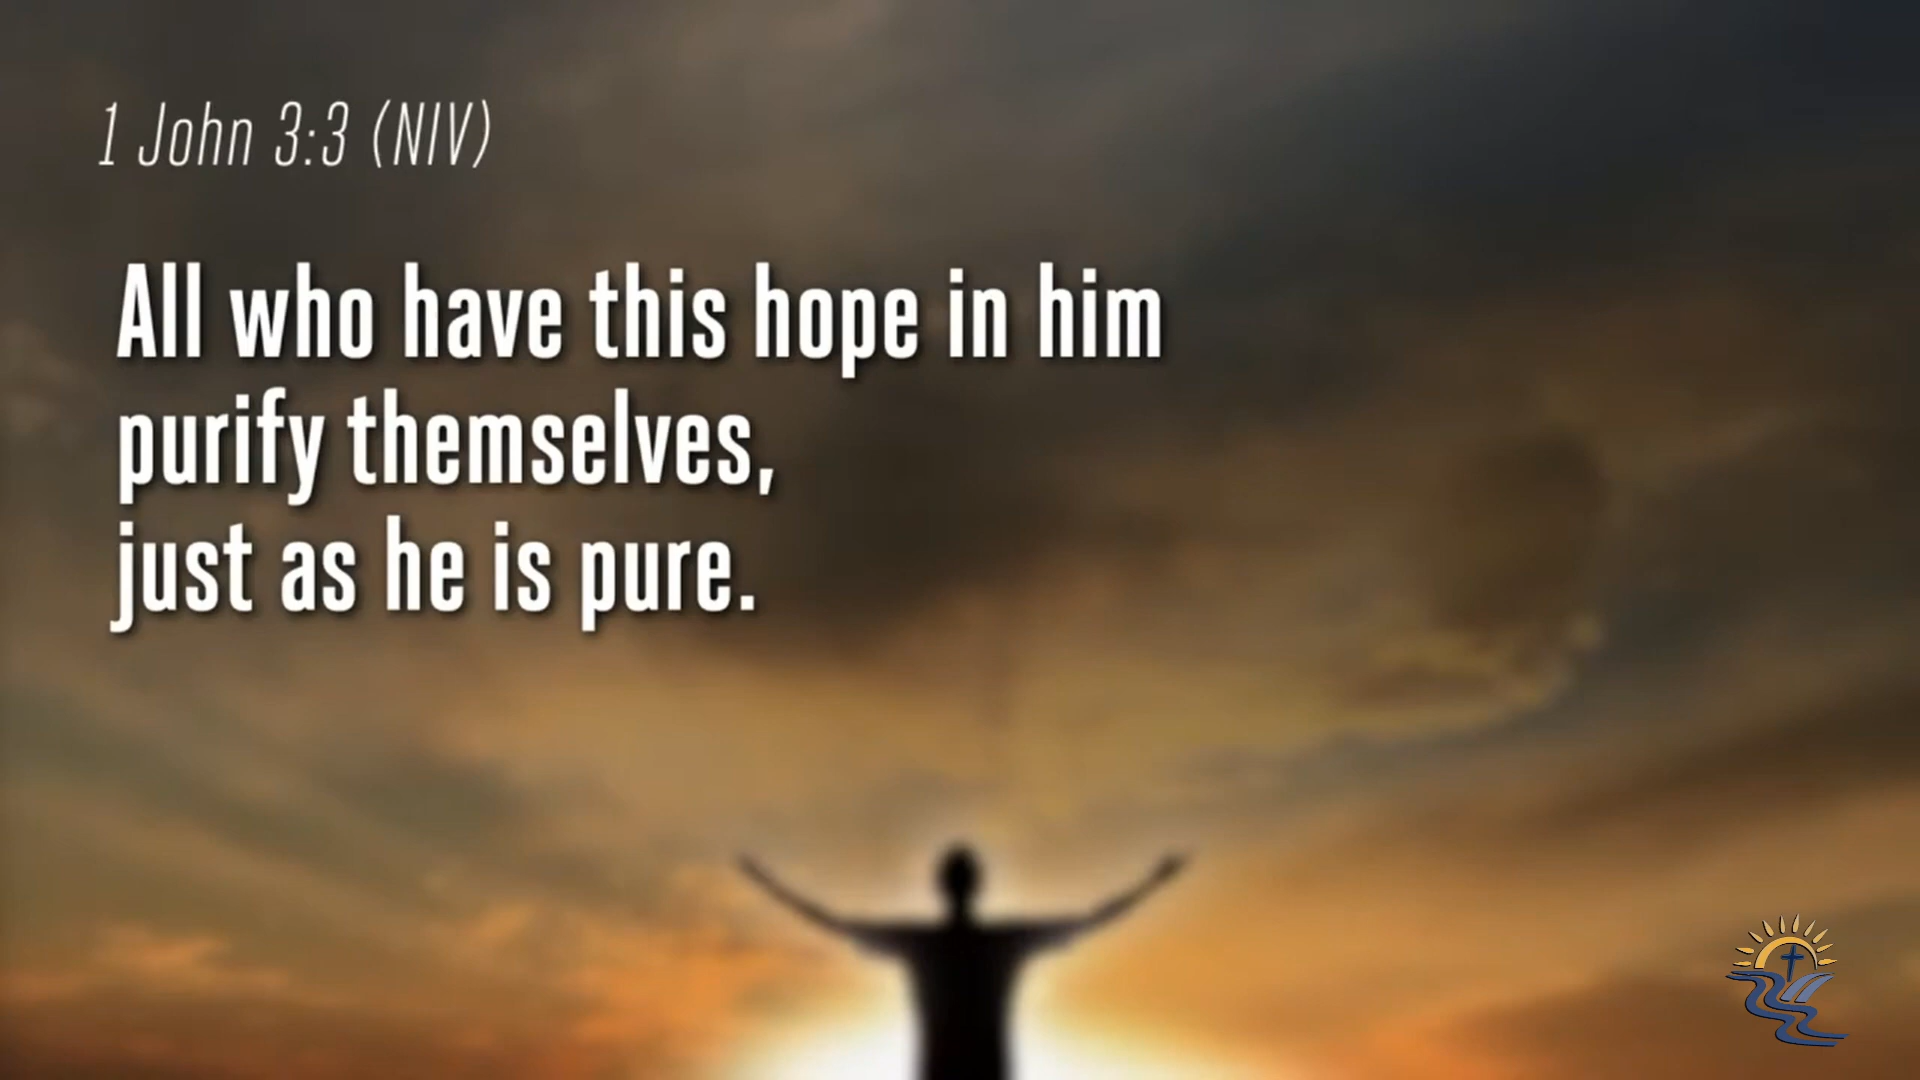 1 John 3:3 (NIV)
All who have this hope in him
purify themselves,
just as he is pure.